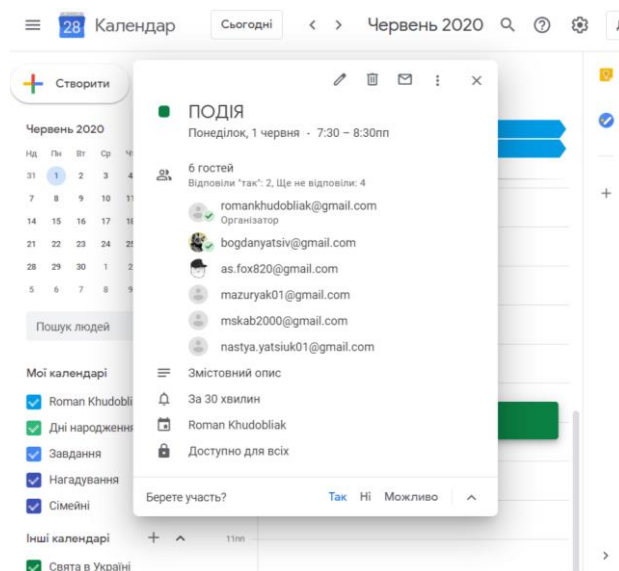 28 Календар Сьогодні Червень 2020
Створити
Червень 2020
Нд Пн Вт Ср
31 1 2 3 4
7 8 9 10 11
14 15 16 17 18
21 22 23 24 25
28 29 30 1 2
5 6 7 8 9
Пошук людей
Мої календарі
Roman Khudobli
Дні народження
Завдання
Нагадування
Сімейні
Інші календарі
Свята в Україні
ПОДІЯ
Понеділок, 1 червня - 7:30 – 8:30пп
6 гостей
Відповіли "так": 2, Ще не відповіли: 4
romankhudobliak@gmail.com
Організатор
bogdanyatsiv@gmail.com
as.fox820@gmail.com
mazuryak01@gmail.com
mskab2000@gmail.com
nastya.yatsiuk01@gmail.com
Змістовний опис
За 30 хвилин
Roman Khudobliak
Доступно для всіх
Берете участь? Так Ні Можливо
11пп